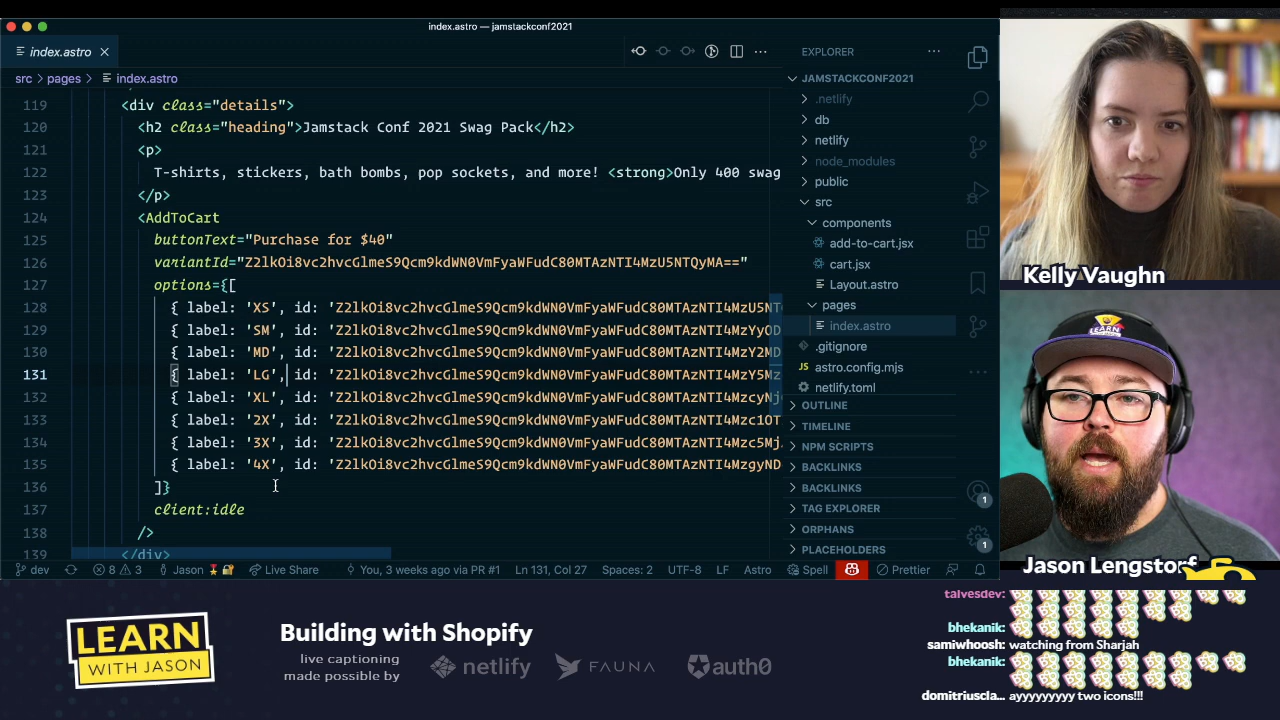 index.astro — jamstackconf2021
index.astro
src > pages > index.astro
119 <div class="details">
120 <h2 class="heading">Jamstack Conf 2021 Swag Pack</h2>
121 <p>
122 T-shirts, stickers, bath bombs, pop sockets, and more! <strong>Only 400 swag
123 </p>
124 <AddToCart
125 buttonText="Purchase for $40"
126 variantId="Z2lkOi8vc2hvcGlmeS9Qcm9kdWN0VmFyaWFudC80MTAzNTI4MzU5NTQyMA=="
127 options={[
128 { label: 'XS', id: 'Z2lkOi8vc2hvcGlmeS9Qcm9kdWN0VmFyaWFudC80MTAzNTI4MzU5NT
129 { label: 'SM', id: 'Z2lkOi8vc2hvcGlmeS9Qcm9kdWN0VmFyaWFudC80MTAzNTI4MzYyOD
130 { label: 'MD', id: 'Z2lkOi8vc2hvcGlmeS9Qcm9kdWN0VmFyaWFudC80MTAzNTI4MzY2MD
131 { label: 'LG', id: 'Z2lkOi8vc2hvcGlmeS9Qcm9kdWN0VmFyaWFudC80MTAzNTI4MzY5Mz
132 { label: 'XL', id: 'Z2lkOi8vc2hvcGlmeS9Qcm9kdWN0VmFyaWFudC80MTAzNTI4MzcyNj
133 { label: '2X', id: 'Z2lkOi8vc2hvcGlmeS9Qcm9kdWN0VmFyaWFudC80MTAzNTI4Mzc1OT
134 { label: '3X', id: 'Z2lkOi8vc2hvcGlmeS9Qcm9kdWN0VmFyaWFudC80MTAzNTI4Mzc5Mj
135 { label: '4X', id: 'Z2lkOi8vc2hvcGlmeS9Qcm9kdWN0VmFyaWFudC80MTAzNTI4MzgyND
136 ]}
137 client:idle
138 />
139 </div>
EXPLORER
JAMSTACKCONF2021
.netlify
db
netlify
node_modules
public
src
components
add-to-cart.jsx
cart.jsx
Layout.astro
pages
index.astro
.gitignore
astro.config.mjs
netlify.toml
OUTLINE
TIMELINE
NPM SCRIPTS
BACKLINKS
BACKLINKS
TAG EXPLORER
ORPHANS
PLACEHOLDERS
1
1
dev 8 3 Jason Live Share You, 3 weeks ago via PR #1 Ln 131, Col 27 Spaces: 2 UTF-8 LF Astro Spell Prettier
Kelly Vaughn
LEARN
Jason Lengstorf
LEARN
WITH JASON
Building with Shopify
live captioning
made possible by
netlify
FAUNA
auth0
talvesdev:
bhekanik:
samiwhoosh: watching from Sharjah
bhekanik:
domitriuscla... ayyyyyyyyy two icons!!!